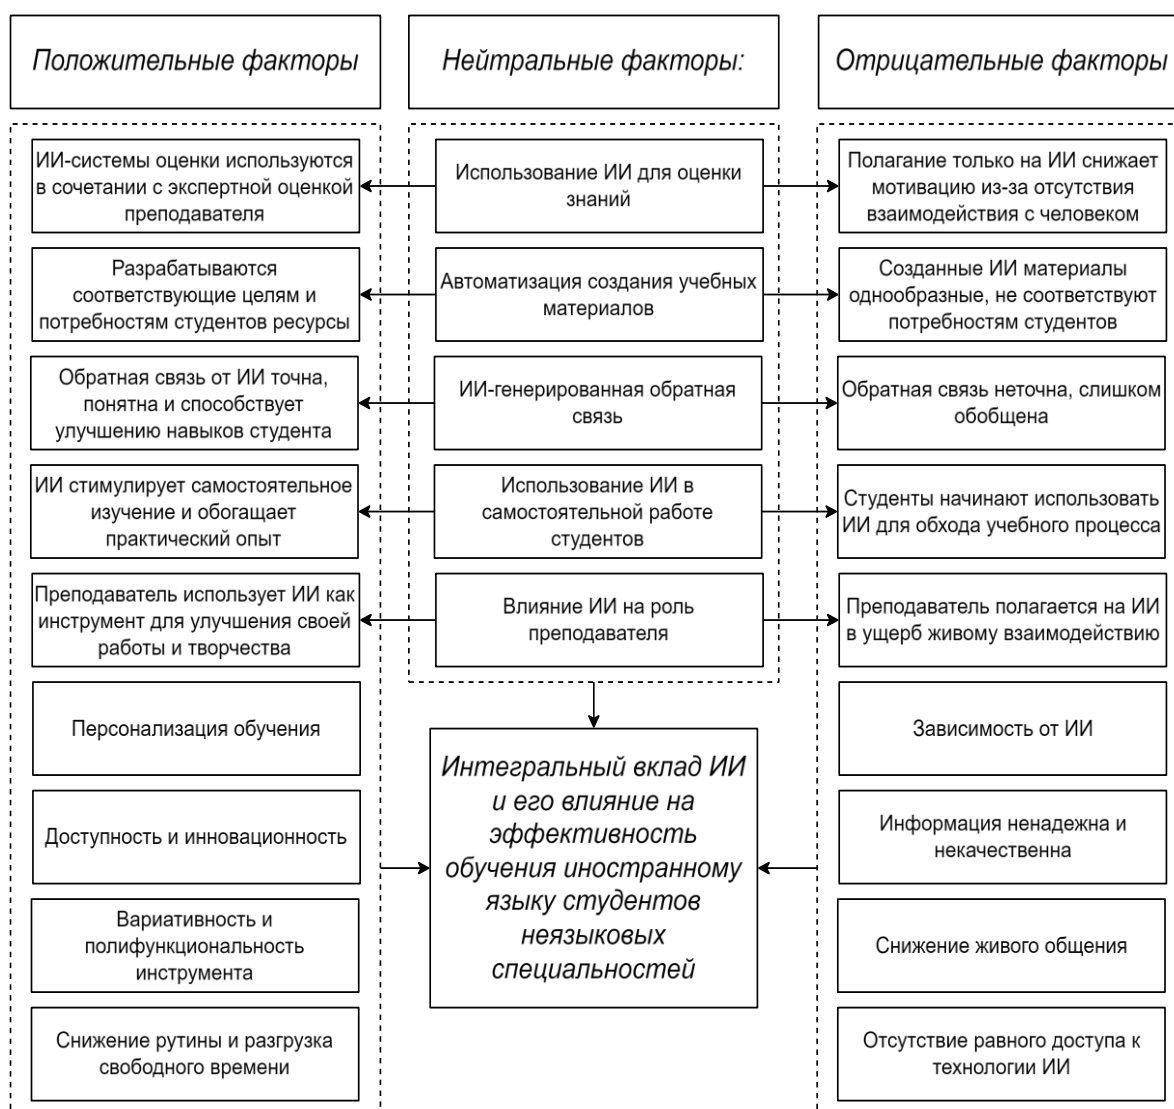 Положительные факторы
Нейтральные факторы:
Отрицательные факторы
ИИ-системы оценки используются
в сочетании с экспертной оценкой
преподавателя
Использование ИИ для оценки
знаний
Полагание только на ИИ снижает
мотивацию из-за отсутствия
взаимодействия с человеком
Разрабатываются
соответствующие целям и
потребностям студентов ресурсы
Автоматизация создания учебных
материалов
Созданные ИИ материалы
однообразные, не соответствуют
потребностям студентов
Обратная связь от ИИ точна,
понятна и способствует
улучшению навыков студента
ИИ-генерированная обратная
связь
Обратная связь неточна, слишком
обобщена
ИИ стимулирует самостоятельное
изучение и обогащает
практический опыт
Использование ИИ в
самостоятельной работе
студентов
Студенты начинают использовать
ИИ для обхода учебного процесса
Преподаватель использует ИИ как
инструмент для улучшения своей
работы и творчества
Влияние ИИ на роль
преподавателя
Преподаватель полагается на ИИ
в ущерб живому взаимодействию
Персонализация обучения
Доступность и инновационность
Вариативность и
полифункциональность
инструмента
Снижение рутины и разгрузка
свободного времени
Интегральный вклад ИИ
и его влияние на
эффективность
обучения иностранному
языку студентов
неязыковых
специальностей
Зависимость от ИИ
Информация ненадежна и
некачественна
Снижение живого общения
Отсутствие равного доступа к
технологии ИИ